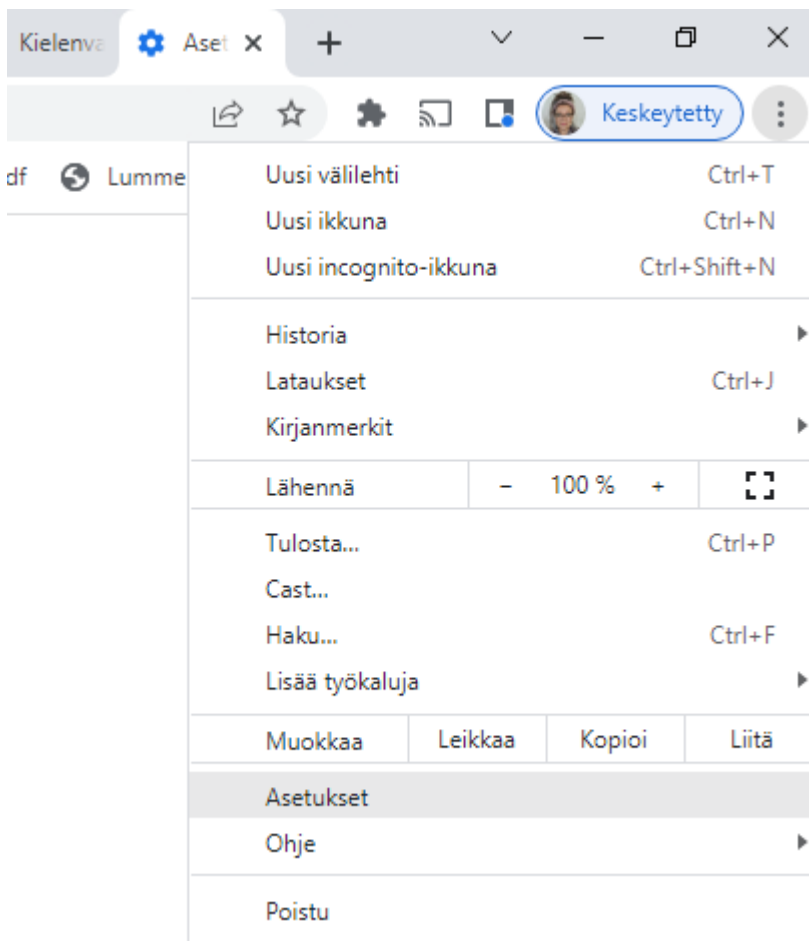 Kielenva Aset
Keskeytetty
df Lumme
Uusi välilehti Ctrl+T
Uusi ikkuna Ctrl+N
Uusi incognito-ikkuna Ctrl+Shift+N
Historia
Lataukset Ctrl+J
Kirjanmerkit
Lähennä – 100 % +
Tulosta... Ctrl+P
Cast...
Haku... Ctrl+F
Lisää työkaluja
Muokkaa Leikkaa Kopioi Liitä
Asetukset
Ohje
Poistu